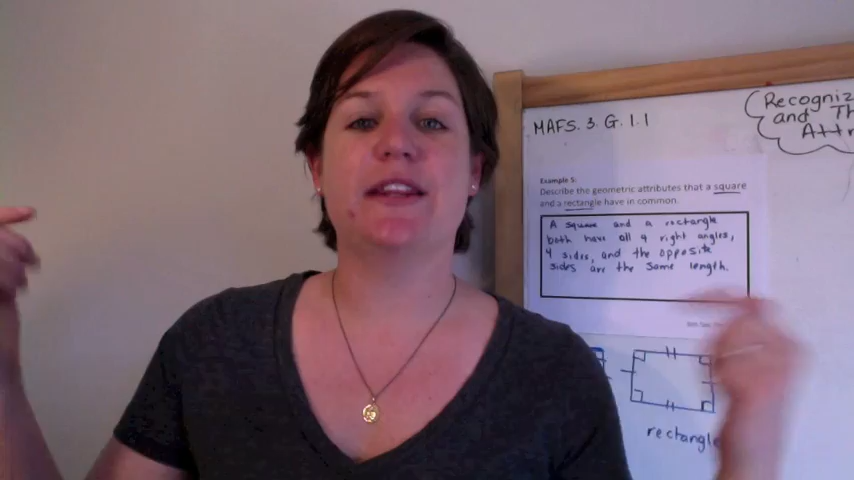 MAFS. 3. G. 1. 1
Recogniz
and Th
Attr
Example 5:
Describe the geometric attributes that a square
and a rectangle have in common.
A square and a rectangle
both have all 4 right angles,
4 sides, and the opposite
sides are the same length.
rectangle